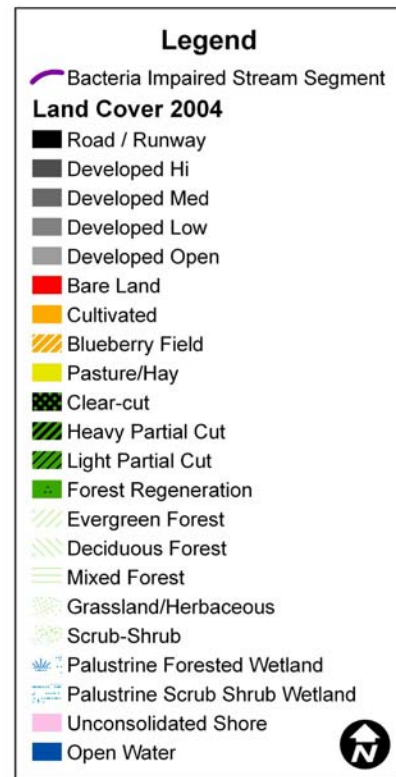 Legend
Bacteria Impaired Stream Segment
Land Cover 2004
Road / Runway
Developed Hi
Developed Med
Developed Low
Developed Open
Bare Land
Cultivated
Blueberry Field
Pasture/Hay
Clear-cut
Heavy Partial Cut
Light Partial Cut
Forest Regeneration
Evergreen Forest
Deciduous Forest
Mixed Forest
Grassland/Herbaceous
Scrub-Shrub
Palustrine Forested Wetland
Palustrine Scrub Shrub Wetland
Unconsolidated Shore
Open Water
N